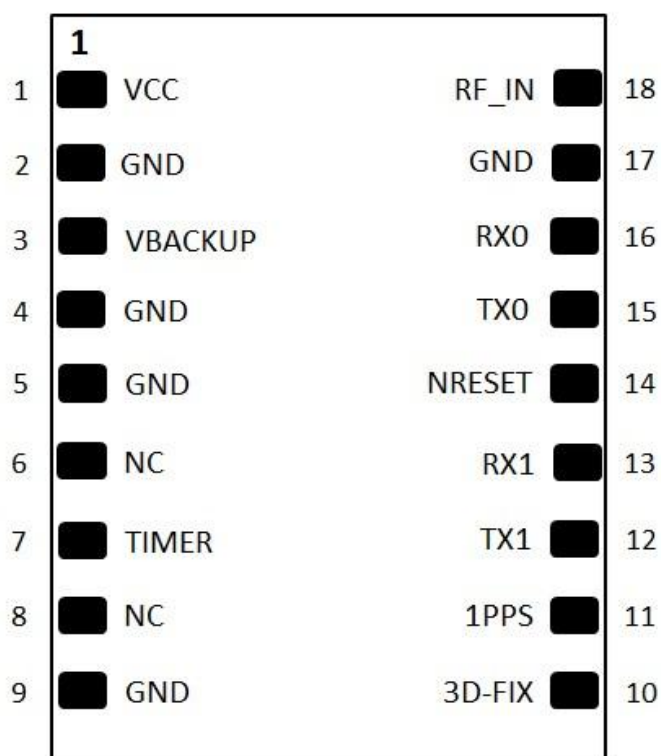 1
1 VCC RF_IN 18
2 GND GND 17
3 VBACKUP RX0 16
4 GND TX0 15
5 GND NRESET 14
6 NC RX1 13
7 TIMER TX1 12
8 NC 1PPS 11
9 GND 3D-FIX 10